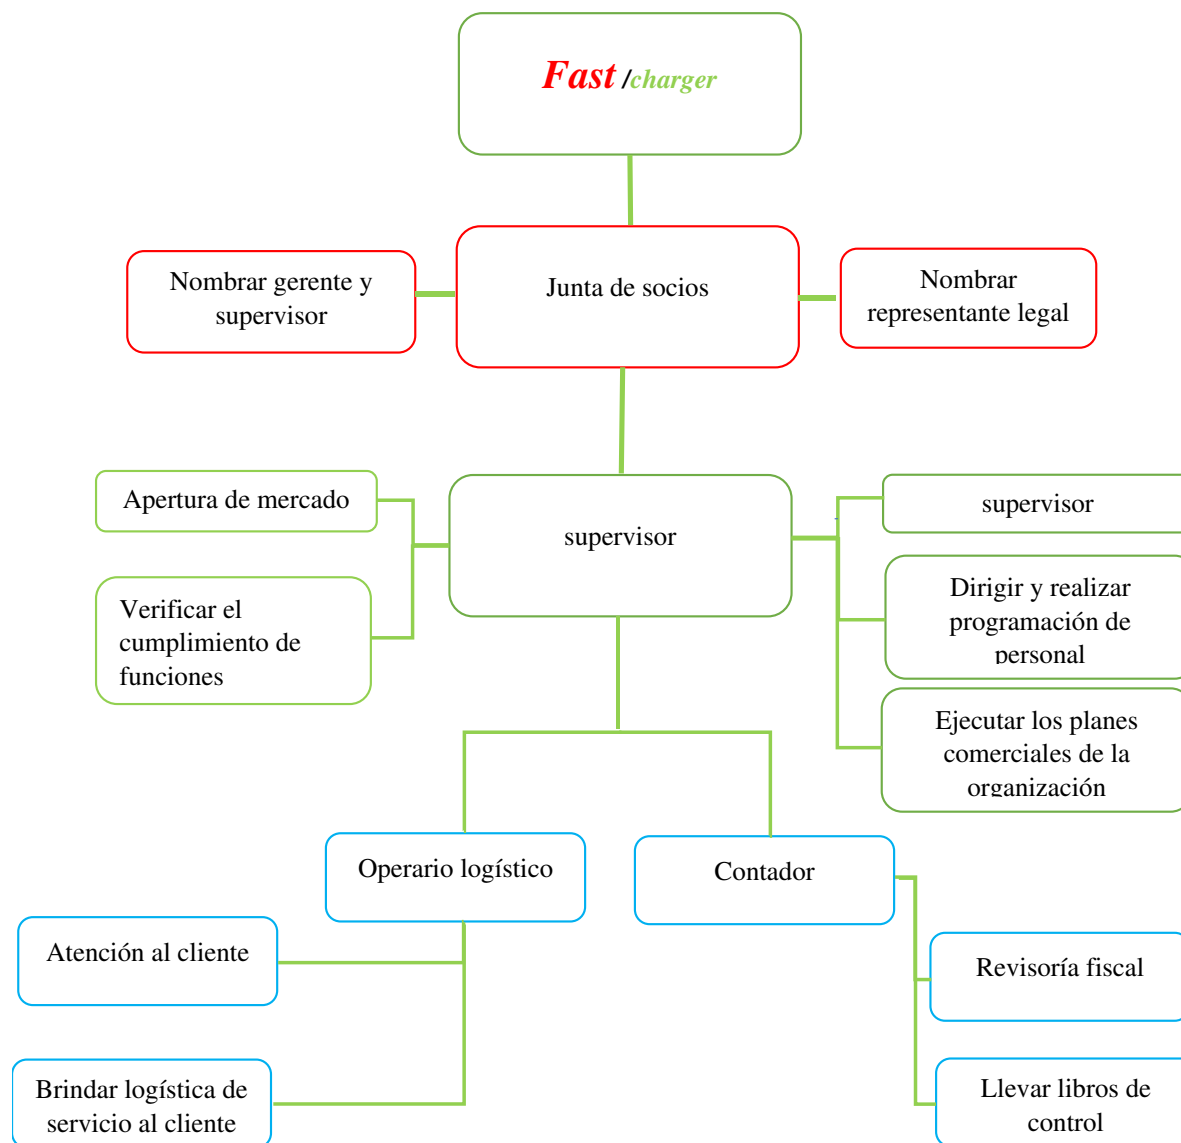 Fast /charger
Nombrar gerente y
supervisor
Junta de socios
Nombrar
representante legal
Apertura de mercado
Verificar el
cumplimiento de
funciones
supervisor
supervisor
Dirigir y realizar
programación de
personal
Ejecutar los planes
comerciales de la
organización
Operario logístico
Contador
Atención al cliente
Brindar logística de
servicio al cliente
Revisoría fiscal
Llevar libros de
control